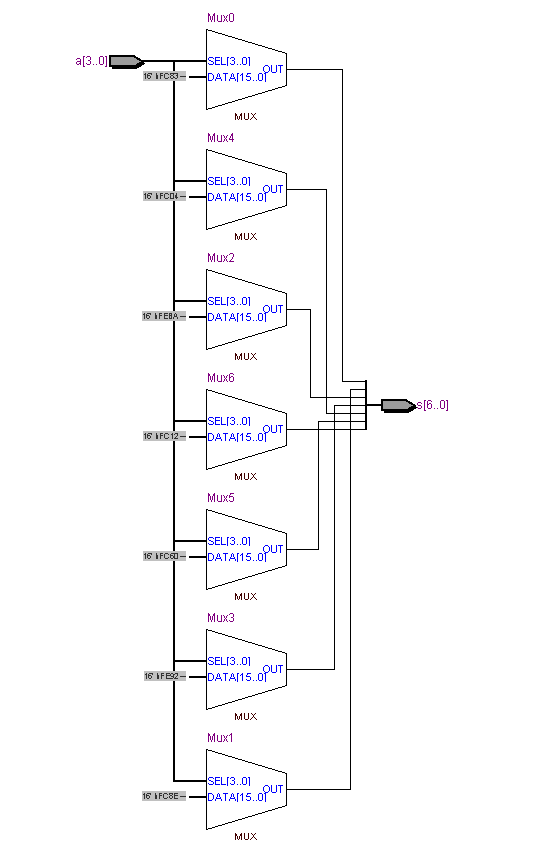 Mux0
a[3..0]
SEL[3..0]
OUT
16' hFC83
DATA[15..0]
MUX
Mux4
SEL[3..0]
OUT
16' hFC04
DATA[15..0]
MUX
Mux2
SEL[3..0]
OUT
16' hFE8A
DATA[15..0]
MUX
Mux6
s[6..0]
SEL[3..0]
OUT
16' hFC12
DATA[15..0]
MUX
Mux5
SEL[3..0]
OUT
16' hFC60
DATA[15..0]
MUX
Mux3
SEL[3..0]
OUT
16' hFE92
DATA[15..0]
MUX
Mux1
SEL[3..0]
OUT
16' hFC8E
DATA[15..0]
MUX